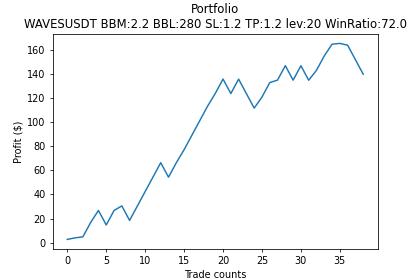 Portfolio
WAVESUSDT BBM:2.2 BBL:280 SL:1.2 TP:1.2 lev:20 WinRatio:72.0
160
140
120
100
80
60
40
20
0
Profit ($)
0 5 10 15 20 25 30 35
Trade counts